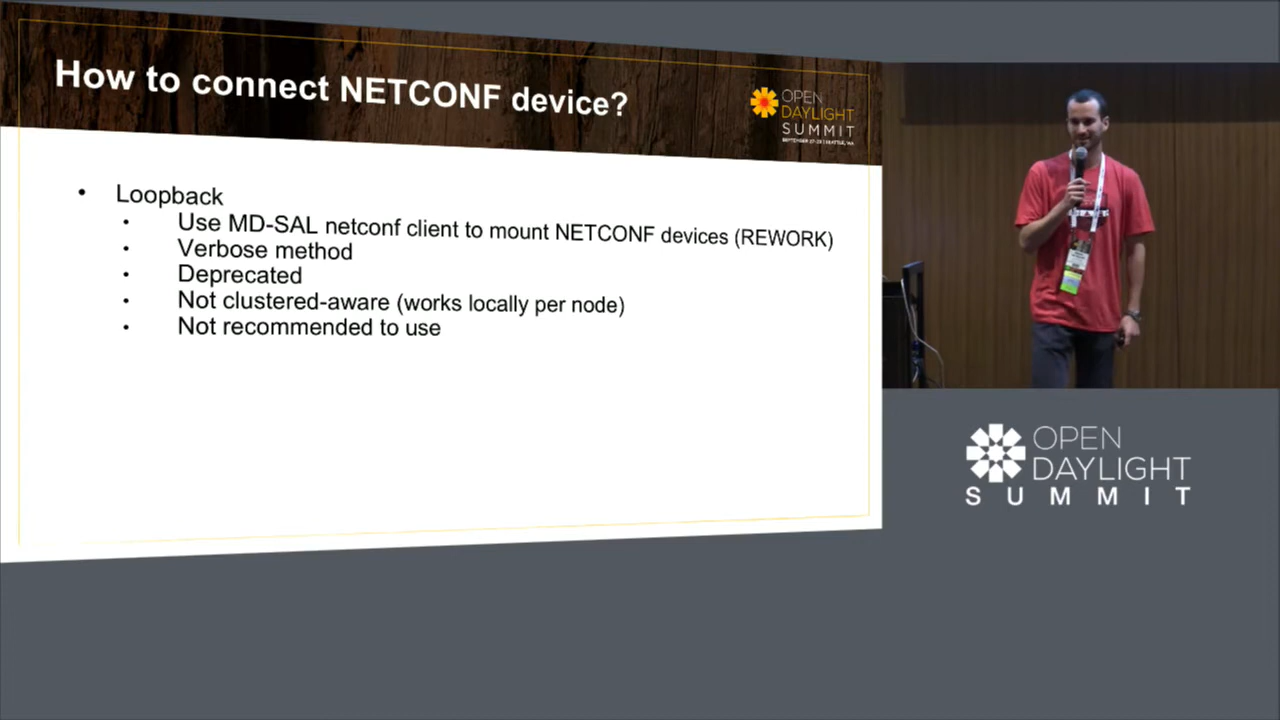 How to connect NETCONF device?
OPEN
DAYLIGHT
SUMMIT
• Loopback
• Use MD-SAL netconf client to mount NETCONF devices (REWORK)
• Verbose method
• Deprecated
• Not clustered-aware (works locally per node)
• Not recommended to use
OPEN
DAYLIGHT
SUMMIT